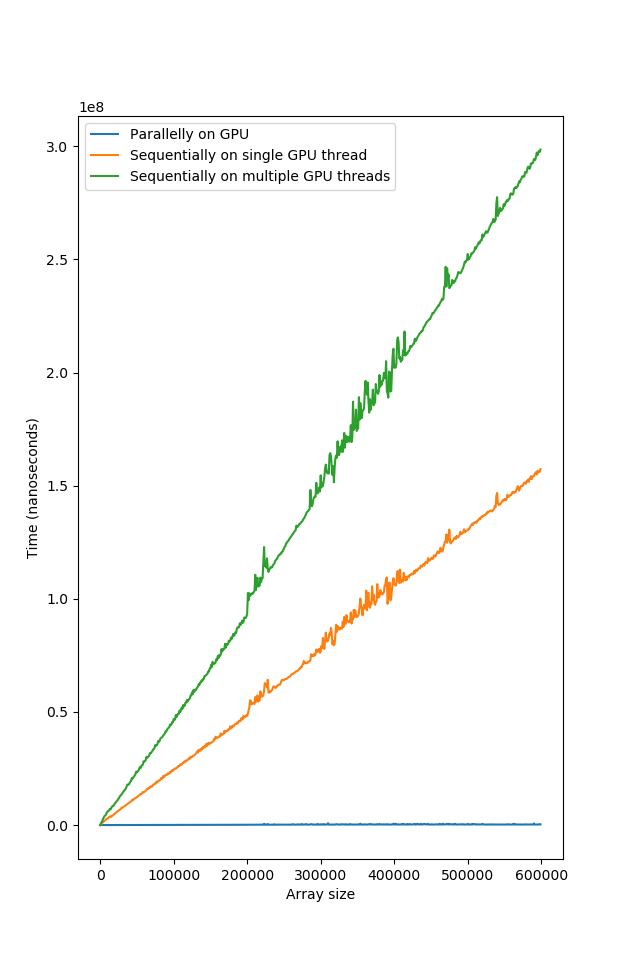 1e8
Parallelly on GPU
Sequentially on single GPU thread
Sequentially on multiple GPU threads
3.0
2.5
2.0
1.5
1.0
0.5
0.0
Time (nanoseconds)
0 100000 200000 300000 400000 500000 600000
Array size